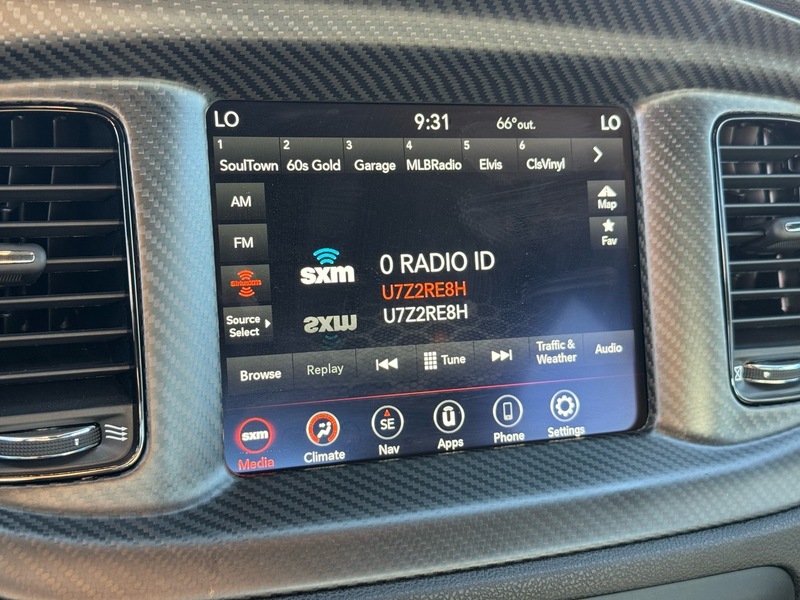 LO 9:31 66° out. LO
1 2 3 4 5 6
SoulTown 60s Gold Garage MLBRadio Elvis ClsVinyl
AM
Map
FM
Fav
sxm
0 RADIO ID
SiriusXM
U7Z2RE8H
U7Z2RE8H
Source
Select
Browse Replay Tune
Traffic &
Weather
Audio
sxm SE ū
Media Climate Nav Apps Phone Settings